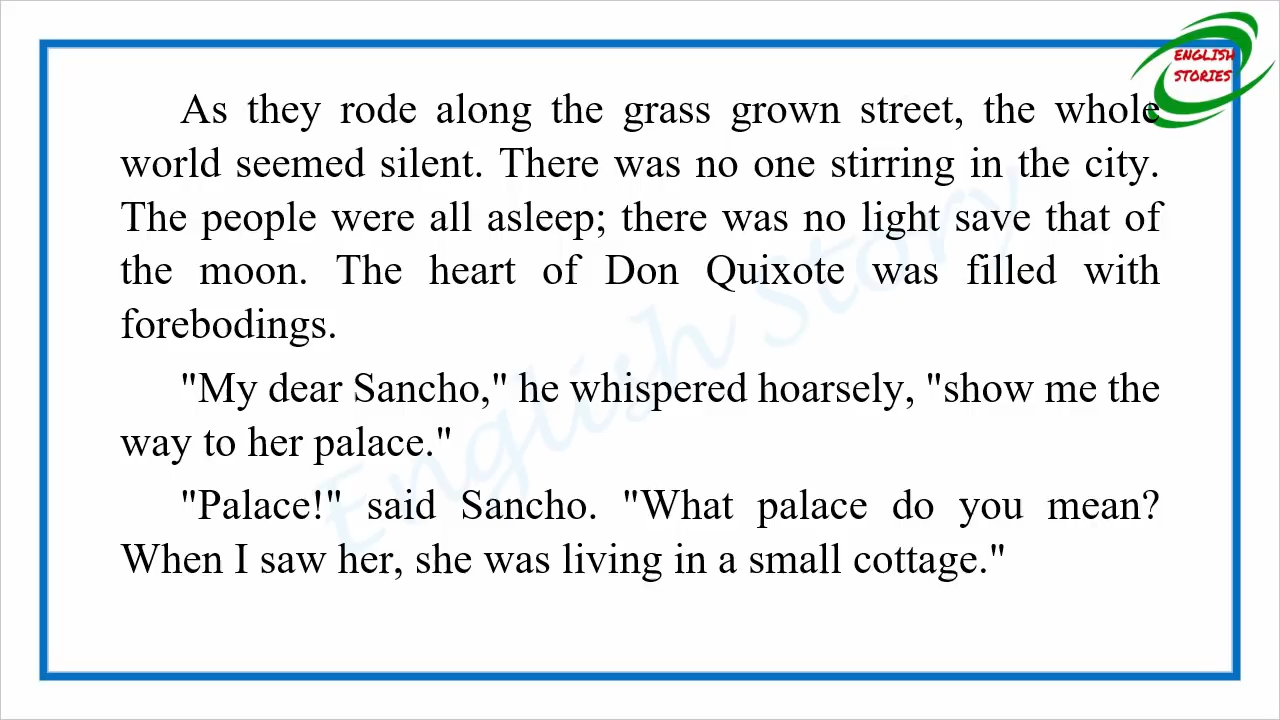 ENGLISH
STORIES
As they rode along the grass grown street, the whole
world seemed silent. There was no one stirring in the city.
The people were all asleep; there was no light save that of
the moon. The heart of Don Quixote was filled with
forebodings.
"My dear Sancho," he whispered hoarsely, "show me the
way to her palace."
"Palace!" said Sancho. "What palace do you mean?
When I saw her, she was living in a small cottage."
English Story